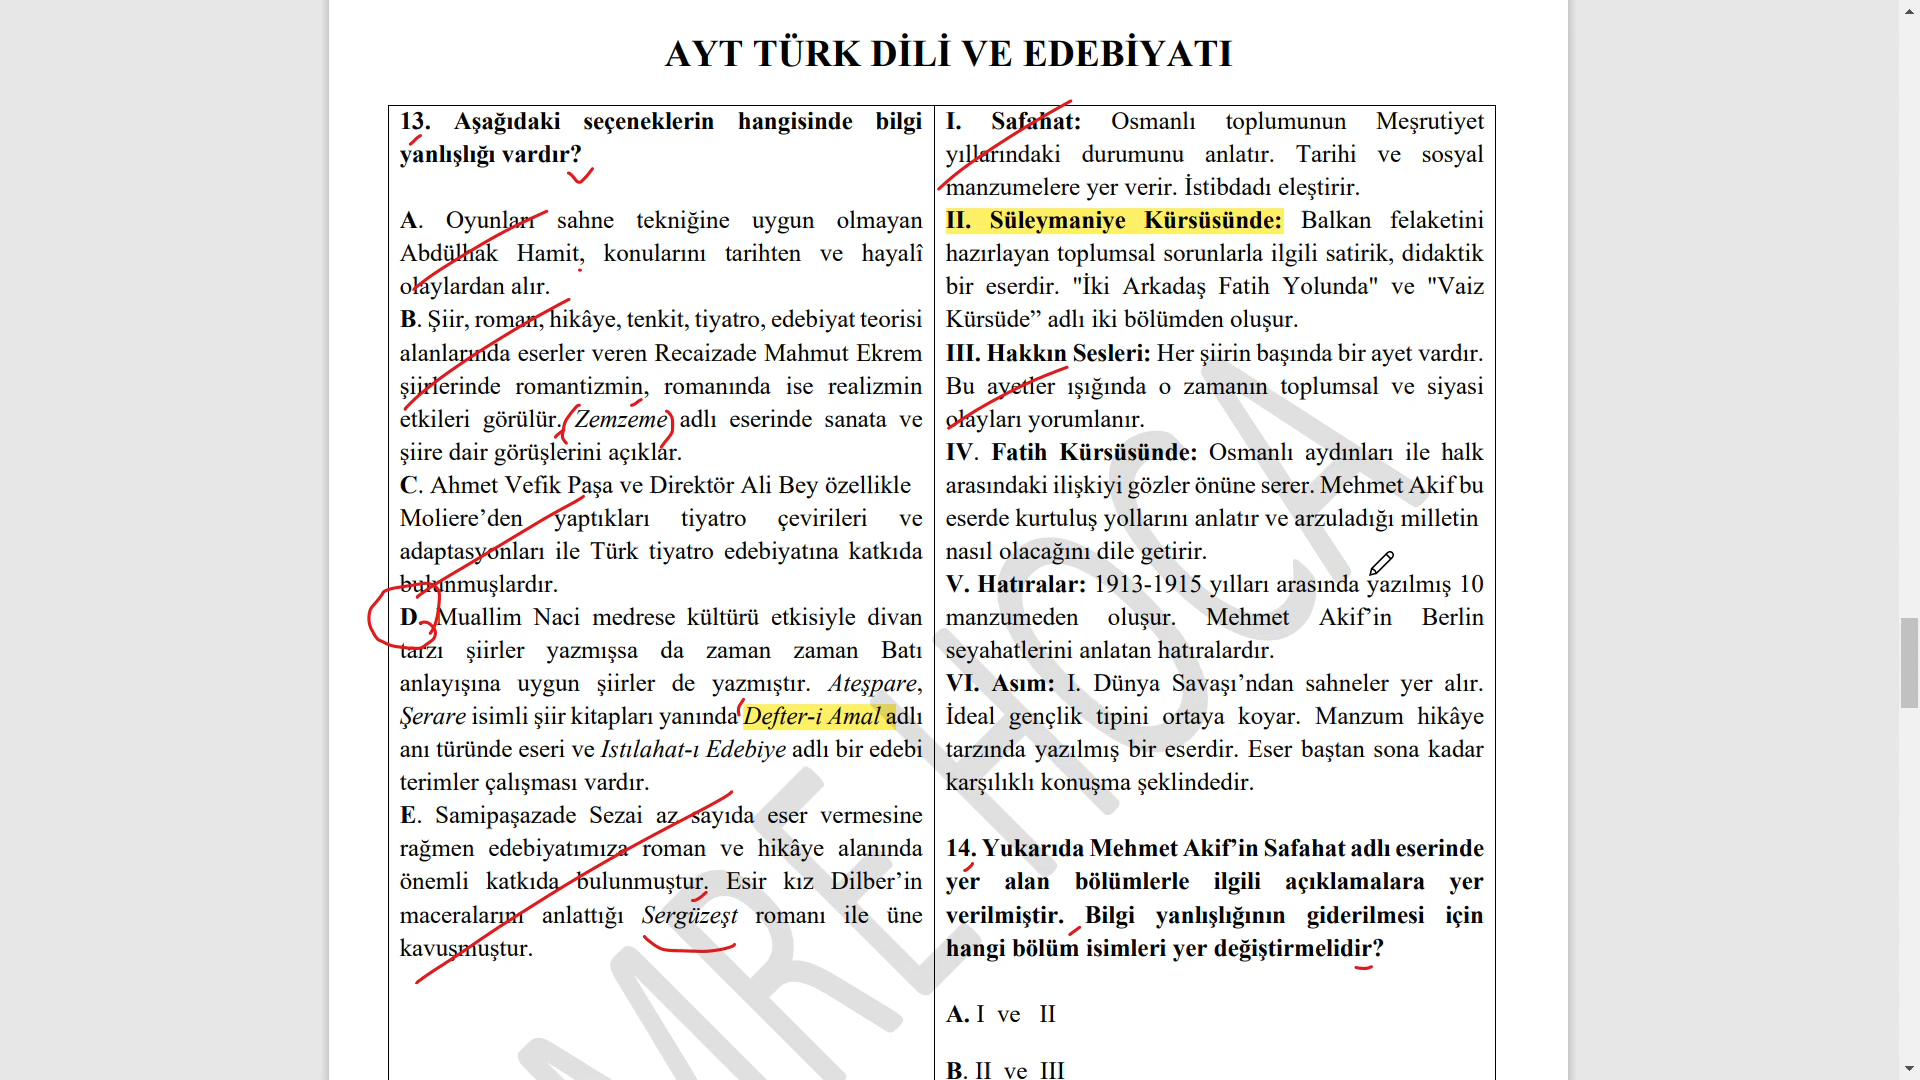 AYT TÜRK DİLİ VE EDEBİYATI
13. Aşağıdaki seçeneklerin hangisinde bilgi
yanlışlığı vardır?
A. Oyunları sahne tekniğine uygun olmayan
Abdülhak Hamit, konularını tarihten ve hayalî
olaylardan alır.
B. Şiir, roman, hikâye, tenkit, tiyatro, edebiyat teorisi
alanlarında eserler veren Recaizade Mahmut Ekrem
şiirlerinde romantizmin, romanında ise realizmin
etkileri görülür. Zemzeme adlı eserinde sanata ve
şiire dair görüşlerini açıklar.
C. Ahmet Vefik Paşa ve Direktör Ali Bey özellikle
Moliere’den yaptıkları tiyatro çevirileri ve
adaptasyonları ile Türk tiyatro edebiyatına katkıda
bulunmuşlardır.
D. Muallim Naci medrese kültürü etkisiyle divan
tarzı şiirler yazmışsa da zaman zaman Batı
anlayışına uygun şiirler de yazmıştır. Ateşpare,
Şerare isimli şiir kitapları yanında Defter-i Amal adlı
anı türünde eseri ve Istılahat-ı Edebiye adlı bir edebi
terimler çalışması vardır.
E. Samipaşazade Sezai az sayıda eser vermesine
rağmen edebiyatımıza roman ve hikâye alanında
önemli katkıda bulunmuştur. Esir kız Dilber’in
maceralarını anlattığı Sergüzeşt romanı ile üne
kavuşmuştur.
I. Safahat: Osmanlı toplumunun Meşrutiyet
yıllarındaki durumunu anlatır. Tarihi ve sosyal
manzumelere yer verir. İstibdadı eleştirir.
II. Süleymaniye Kürsüsünde: Balkan felaketini
hazırlayan toplumsal sorunlarla ilgili satirik, didaktik
bir eserdir. "İki Arkadaş Fatih Yolunda" ve "Vaiz
Kürsüde” adlı iki bölümden oluşur.
III. Hakkın Sesleri: Her şiirin başında bir ayet vardır.
Bu ayetler ışığında o zamanın toplumsal ve siyasi
olayları yorumlanır.
IV. Fatih Kürsüsünde: Osmanlı aydınları ile halk
arasındaki ilişkiyi gözler önüne serer. Mehmet Akif bu
eserde kurtuluş yollarını anlatır ve arzuladığı milletin
nasıl olacağını dile getirir.
V. Hatıralar: 1913-1915 yılları arasında yazılmış 10
manzumeden oluşur. Mehmet Akif’in Berlin
seyahatlerini anlatan hatıralardır.
VI. Asım: I. Dünya Savaşı’ndan sahneler yer alır.
İdeal gençlik tipini ortaya koyar. Manzum hikâye
tarzında yazılmış bir eserdir. Eser baştan sona kadar
karşılıklı konuşma şeklindedir.
14. Yukarıda Mehmet Akif’in Safahat adlı eserinde
yer alan bölümlerle ilgili açıklamalara yer
verilmiştir. Bilgi yanlışlığının giderilmesi için
hangi bölüm isimleri yer değiştirmelidir?
A. I ve II
B. II ve III
MRE HOCA